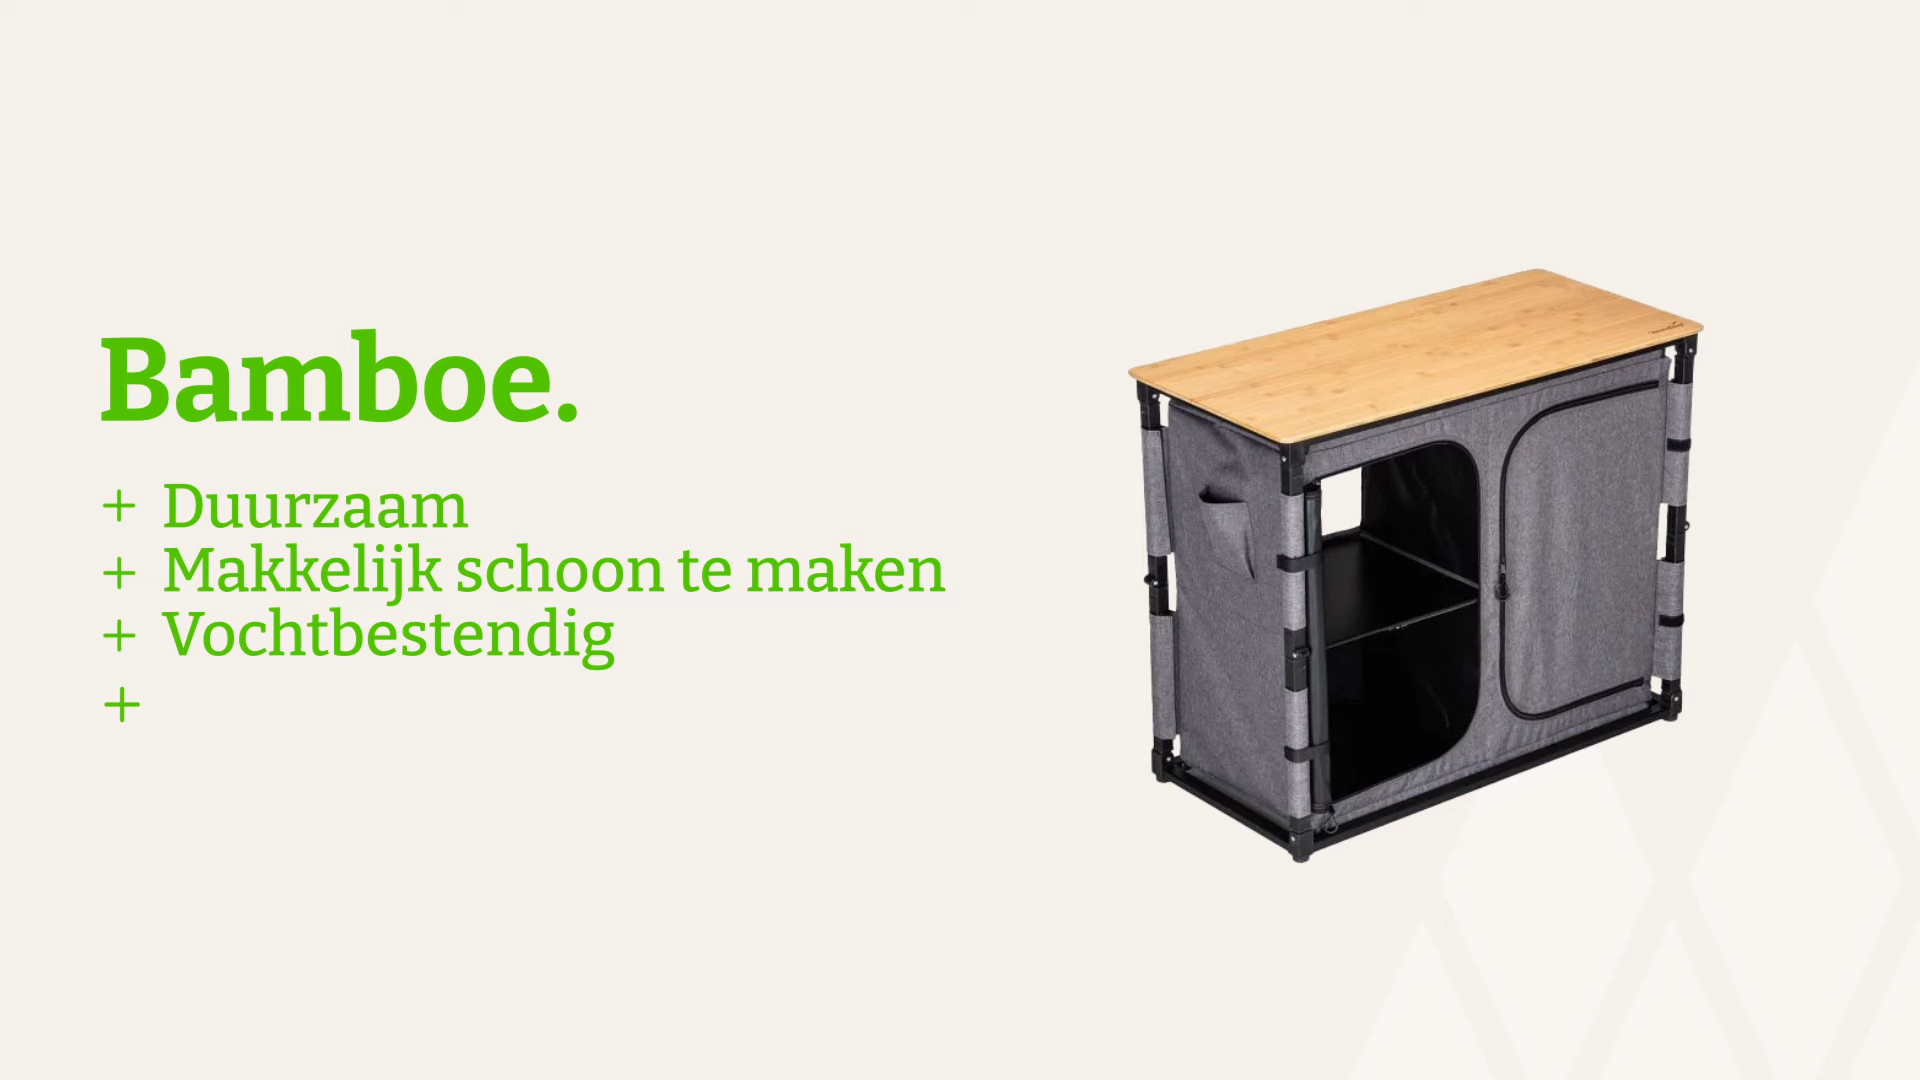 Bamboe.
+ Duurzaam
+ Makkelijk schoon te maken
+ Vochtbestendig
+